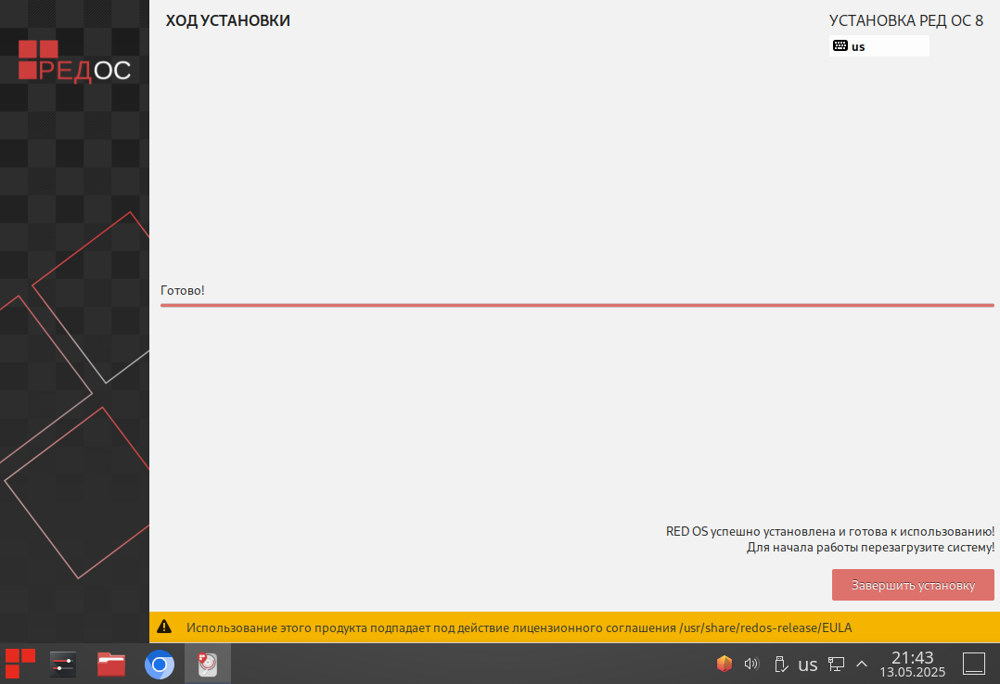 ХОД УСТАНОВКИ
УСТАНОВКА РЕД ОС 8
us
РЕДОС
Готово!
RED OS успешно установлена и готова к использованию!
Для начала работы перезагрузите систему!
Завершить установку
Использование этого продукта подпадает под действие лицензионного соглашения /usr/share/redos-release/EULA
us
21:43
13.05.2025